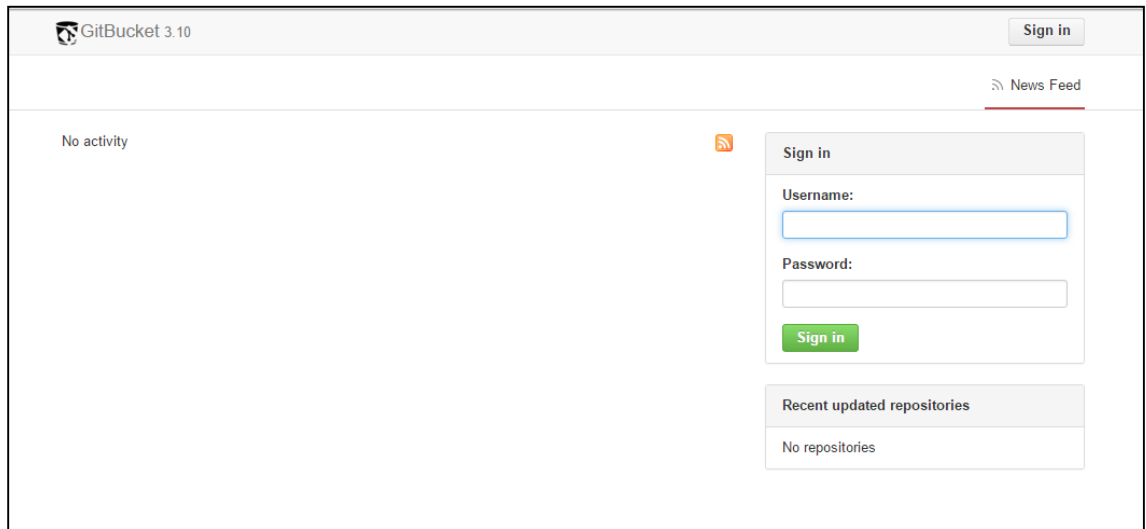 GitBucket 3.10
Sign in
News Feed
No activity
Sign in
Username:
Password:
Sign in
Recent updated repositories
No repositories